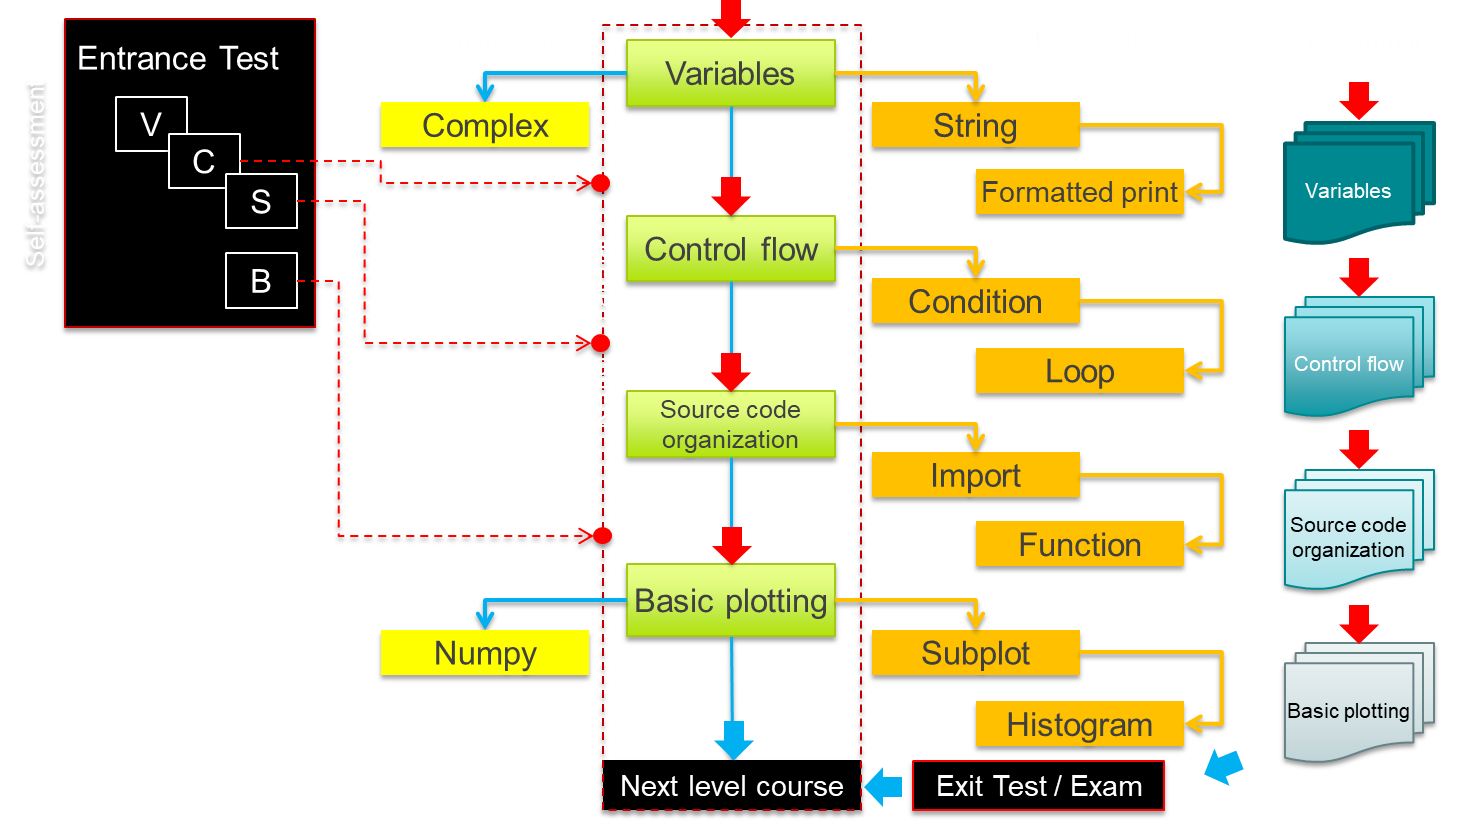 Self-assessment
Entrance Test
V
C
S
B
Variables
Complex
String
Formatted print
Control flow
Condition
Loop
Source code
organization
Import
Function
Basic plotting
Numpy
Subplot
Histogram
Next level course
Exit Test / Exam
Variables
Control flow
Source code
organization
Basic plotting